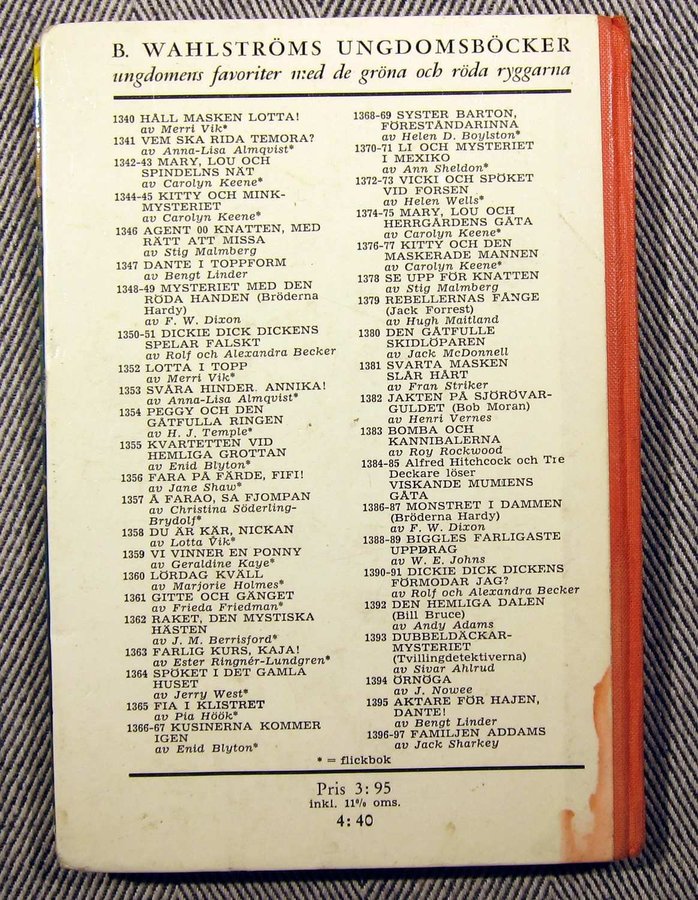 B. WAHLSTRÖMS UNGDOMSBÖCKER
ungdomens favoriter med de gröna och röda ryggarna
1340 HÅLL MASKEN LOTTA!
av Merri Vik*
1341 VEM SKA RIDA TEMORA?
av Anna-Lisa Almqvist*
1342-43 MARY, LOU OCH
SPINDELNS NÄT
av Carolyn Keene*
1344-45 KITTY OCH MINK-
MYSTERIET
av Carolyn Keene*
1346 AGENT 00 KNATTEN, MED
RÄTT ATT MISSA
av Stig Malmberg
1347 DANTE I TOPPFORM
av Bengt Linder
1348-49 MYSTERIET MED DEN
RÖDA HANDEN (Bröderna
Hardy)
av F. W. Dixon
1350-51 DICKIE DICK DICKENS
SPELAR FALSKT
av Rolf och Alexandra Becker
1352 LOTTA I TOPP
av Merri Vik*
1353 SVÅRA HINDER, ANNIKA!
av Anna-Lisa Almqvist*
1354 PEGGY OCH DEN
GÅTFULLA RINGEN
av H. J. Temple*
1355 KVARTETTEN VID
HEMLIGA GROTTAN
av Enid Blyton*
1356 FARA PÅ FÄRDE, FIFI!
av Jane Shaw*
1357 Å FARAO, SA FJOMPAN
av Christina Söderling-
Brydolf*
1358 DU ÄR KÄR, NICKAN
av Lotta Vik*
1359 VI VINNER EN PONNY
av Geraldine Kaye*
1360 LÖRDAG KVÄLL
av Marjorie Holmes*
1361 GITTE OCH GÄNGET
av Frieda Friedman*
1362 RAKET, DEN MYSTISKA
HÄSTEN
av J. M. Berrisford*
1363 FARLIG KURS, KAJA!
av Ester Ringnér-Lundgren*
1364 SPÖKET I DET GAMLA
HUSET
av Jerry West*
1365 FIA I KLISTRET
av Pia Höök*
1366-67 KUSINERNA KOMMER
IGEN
av Enid Blyton*
1368-69 SYSTER BARTON,
FÖRESTÅNDARINNA
av Helen D. Boylston*
1370-71 LI OCH MYSTERIET
I MEXIKO
av Ann Sheldon*
1372-73 VICKI OCH SPÖKET
VID FORSEN
av Helen Wells*
1374-75 MARY, LOU OCH
HERRGÅRDENS GÅTA
av Carolyn Keene*
1376-77 KITTY OCH DEN
MASKERADE MANNEN
av Carolyn Keene*
1378 SE UPP FÖR KNATTEN
av Stig Malmberg
1379 REBELLERNAS FÅNGE
(Jack Forrest)
av Hugh Maitland
1380 DEN GÅTFULLE
SKIDLÖPAREN
av Jack McDonnell
1381 SVARTA MASKEN
SLÅR HÅRT
av Fran Striker
1382 JAKTEN PÅ SJÖRÖVAR-
GULDET (Bob Moran)
av Henri Vernes
1383 BOMBA OCH
KANNIBALERNA
av Roy Rockwood
1384-85 Alfred Hitchcock och Tre
Deckare löser
VISKANDE MUMIENS
GÅTA
1386-87 MONSTRET I DAMMEN
(Bröderna Hardy)
av F. W. Dixon
1388-89 BIGGLES FARLIGASTE
UPPDRAG
av W. E. Johns
1390-91 DICKIE DICK DICKENS
FÖRMODAR JAG?
av Rolf och Alexandra Becker
1392 DEN HEMLIGA DALEN
(Bill Bruce)
av Andy Adams
1393 DUBBELDÄCKAR-
MYSTERIET
(Tvillingdetektiverna)
av Sivar Ahlrud
1394 ÖRNÖGA
av J. Nowee
1395 AKTARE FÖR HAJEN,
DANTE!
av Bengt Linder
1396-97 FAMILJEN ADDAMS
av Jack Sharkey
* = flickbok
Pris 3:95
inkl. 11% oms.
4:40